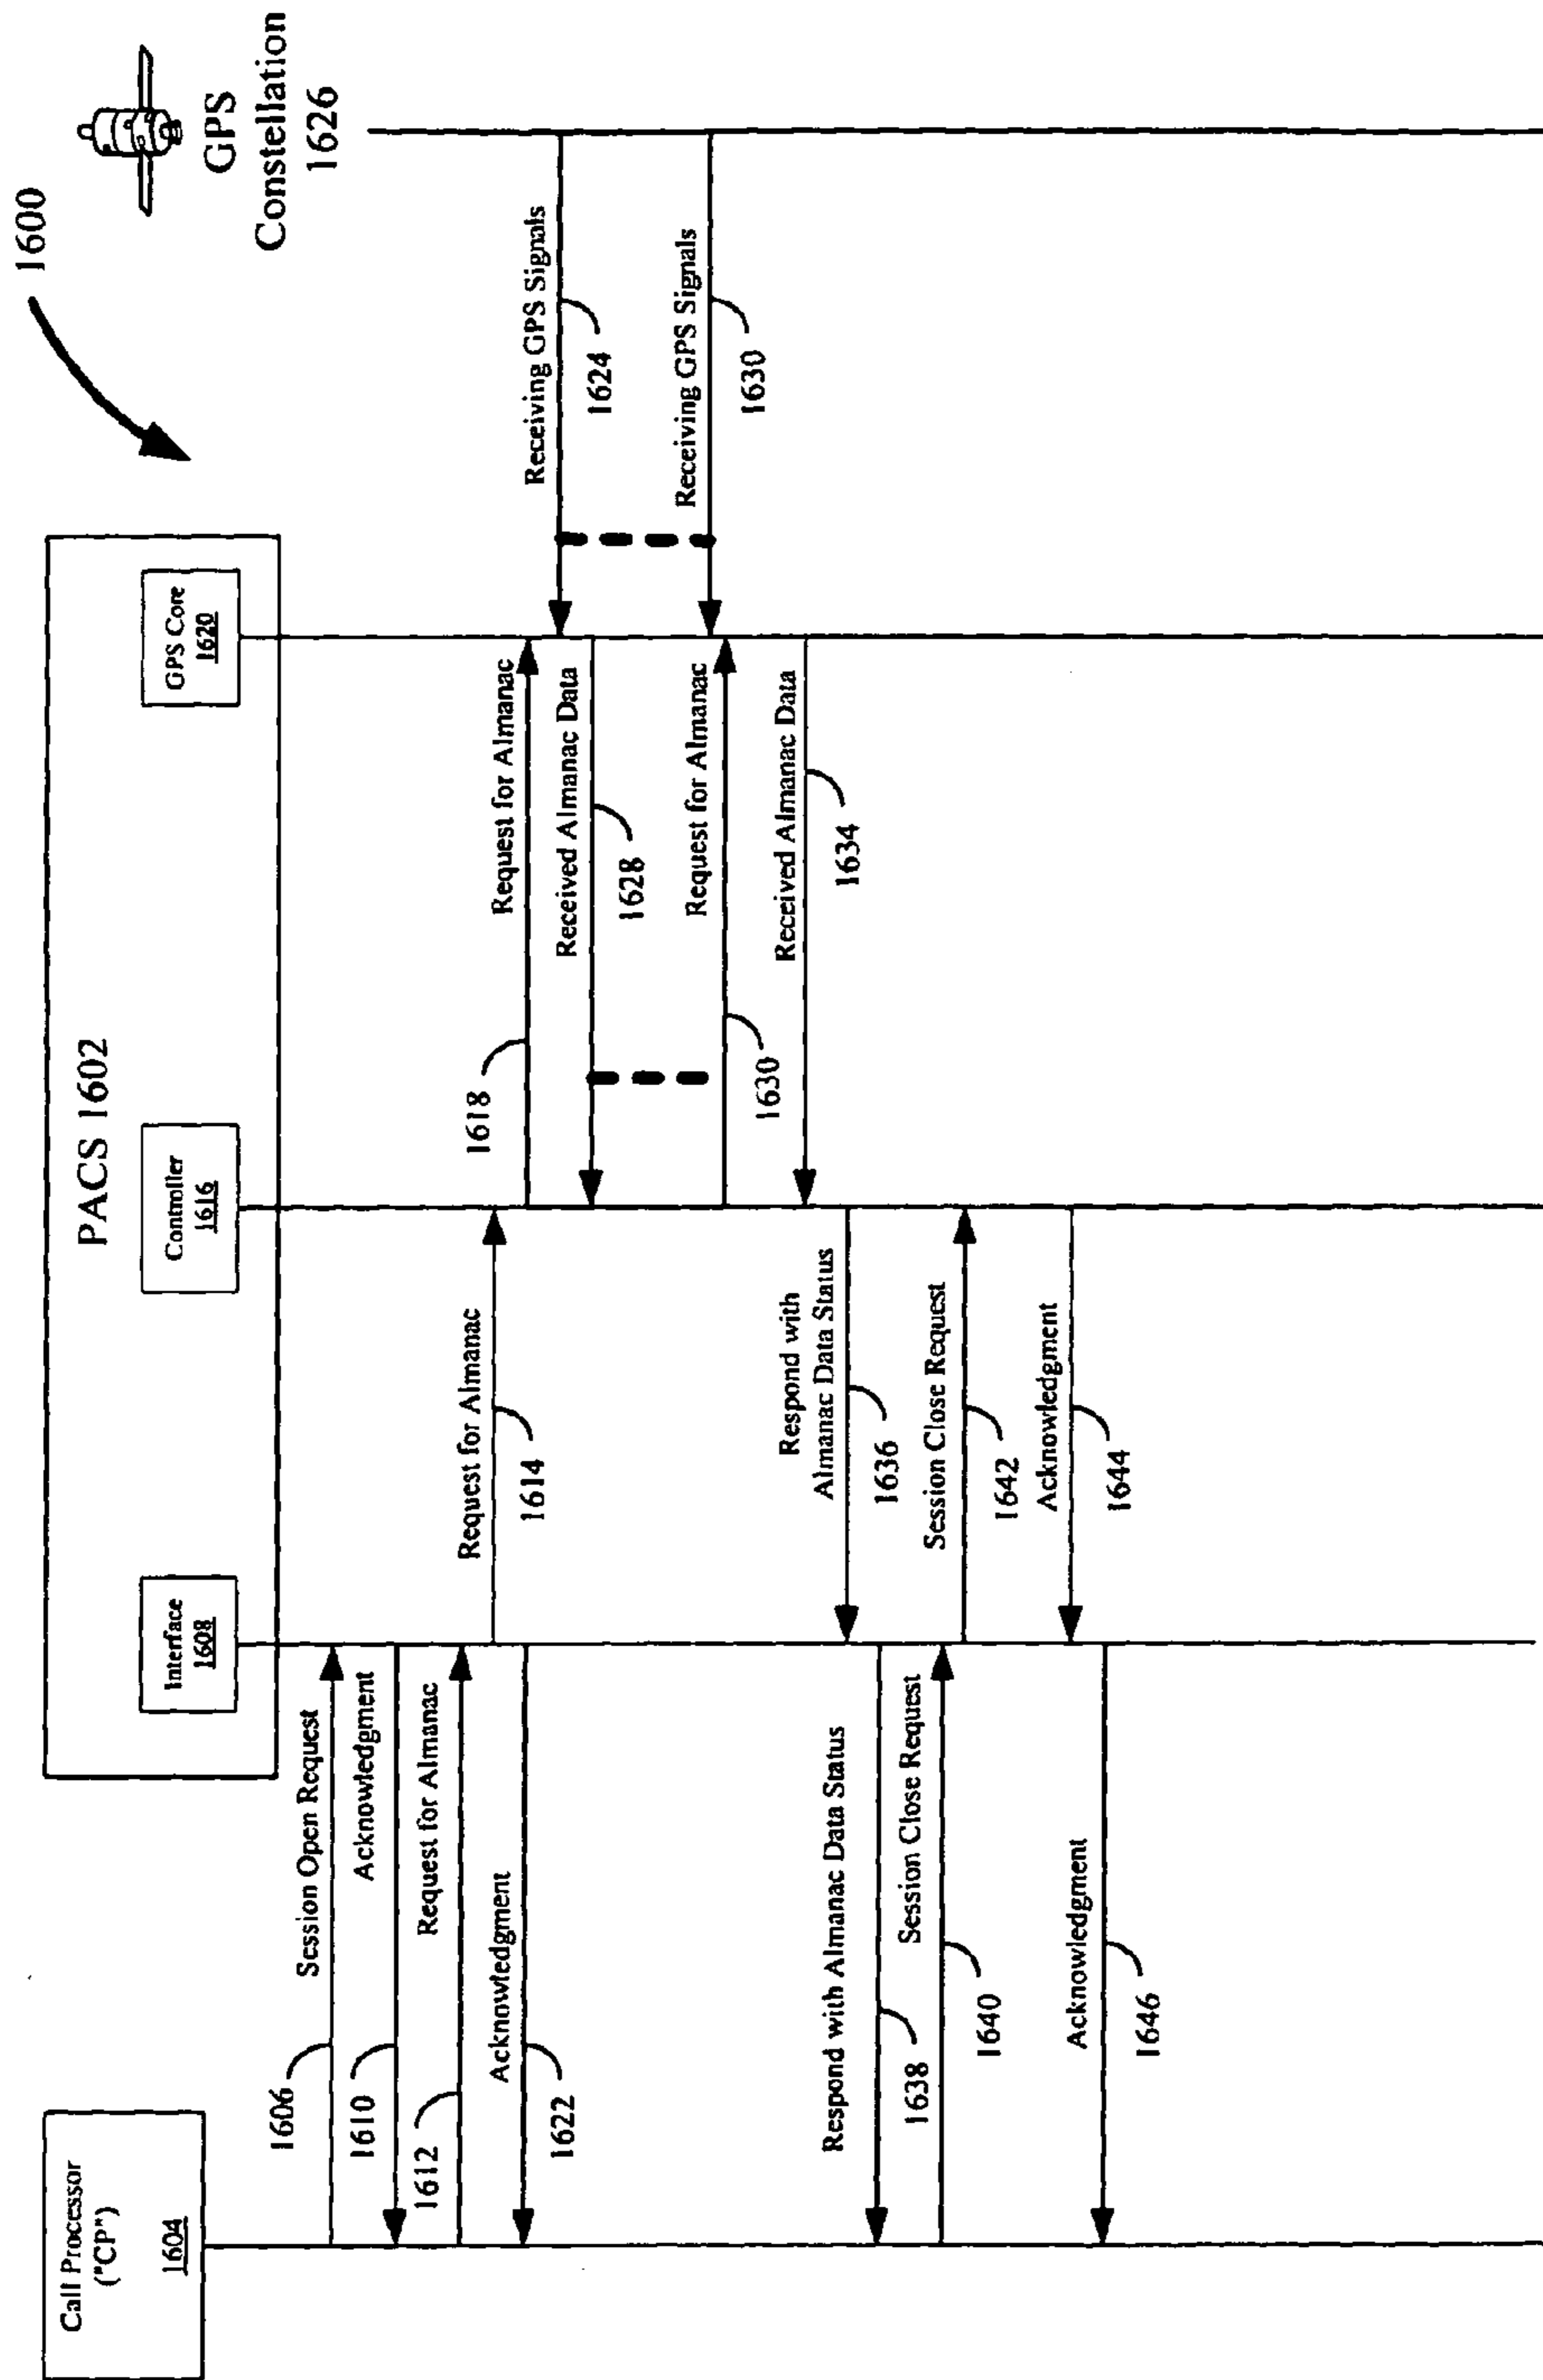 1600
GPS
Constellation
1626
PACS 1602
Call Processor
("CP")
1604
Interface
1608
Controller
1616
GPS Core
1620
Session Open Request
1606
Acknowledgment
1610
Request for Almanac
1612
Request for Almanac
1614
Request for Almanac
1618
Acknowledgment
1622
Receiving GPS Signals
1624
Received Almanac Data
1628
Receiving GPS Signals
1630
Request for Almanac
1630
Received Almanac Data
1634
Respond with
Almanac Data Status
1636
Respond with Almanac Data Status
1638
Session Close Request
1640
Session Close Request
1642
Acknowledgment
1644
Acknowledgment
1646